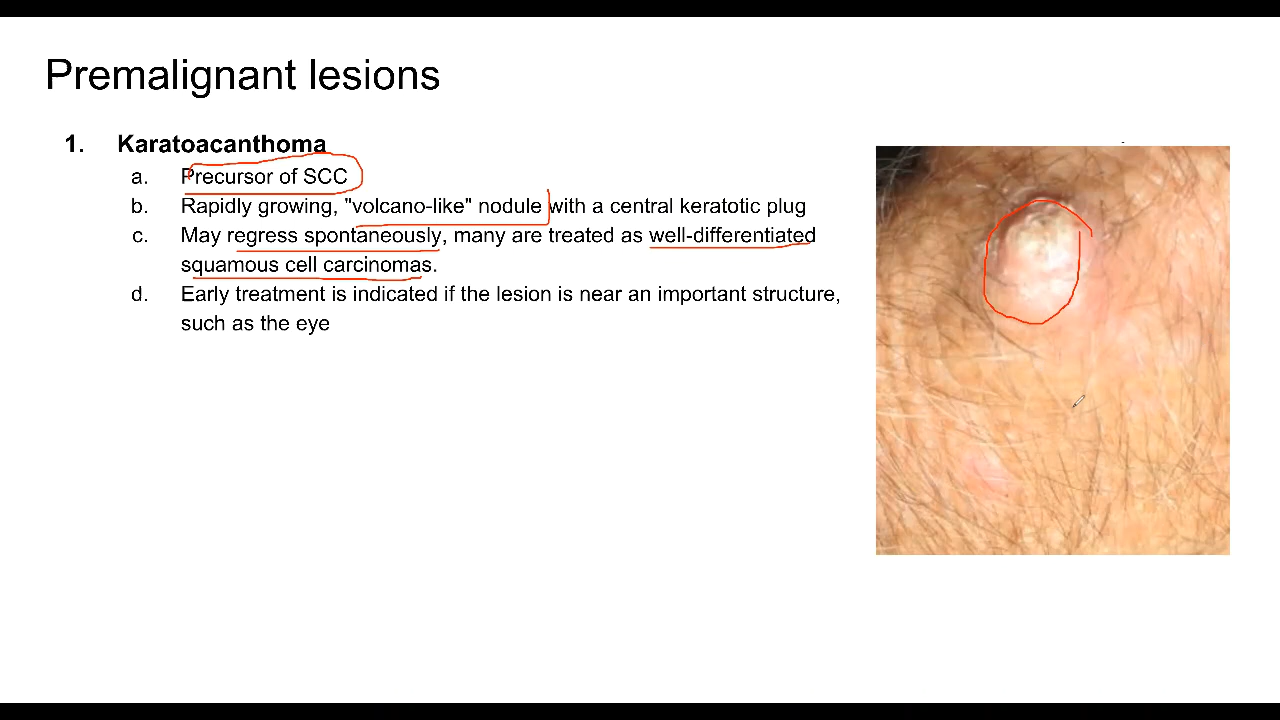 Premalignant lesions
1. Karatoacanthoma
a. Precursor of SCC
b. Rapidly growing, "volcano-like" nodule with a central keratotic plug
c. May regress spontaneously, many are treated as well-differentiated
squamous cell carcinomas.
d. Early treatment is indicated if the lesion is near an important structure,
such as the eye